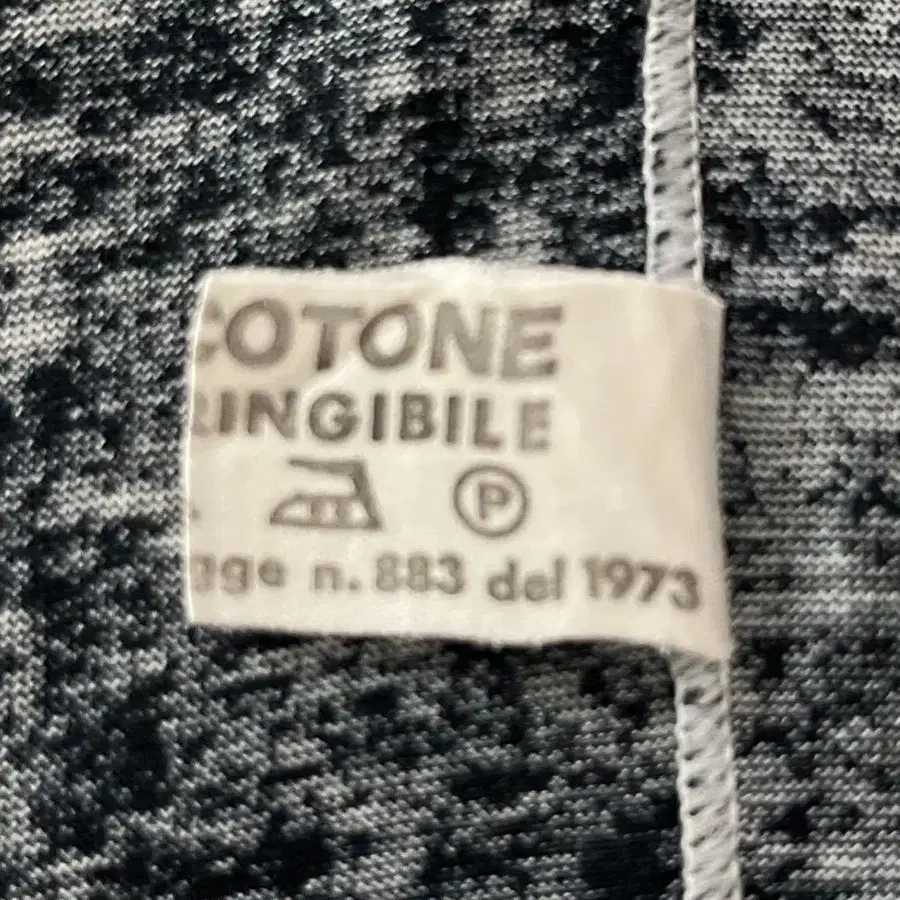 COTONE
RINGIBILE
P
gge n. 883 del 1973